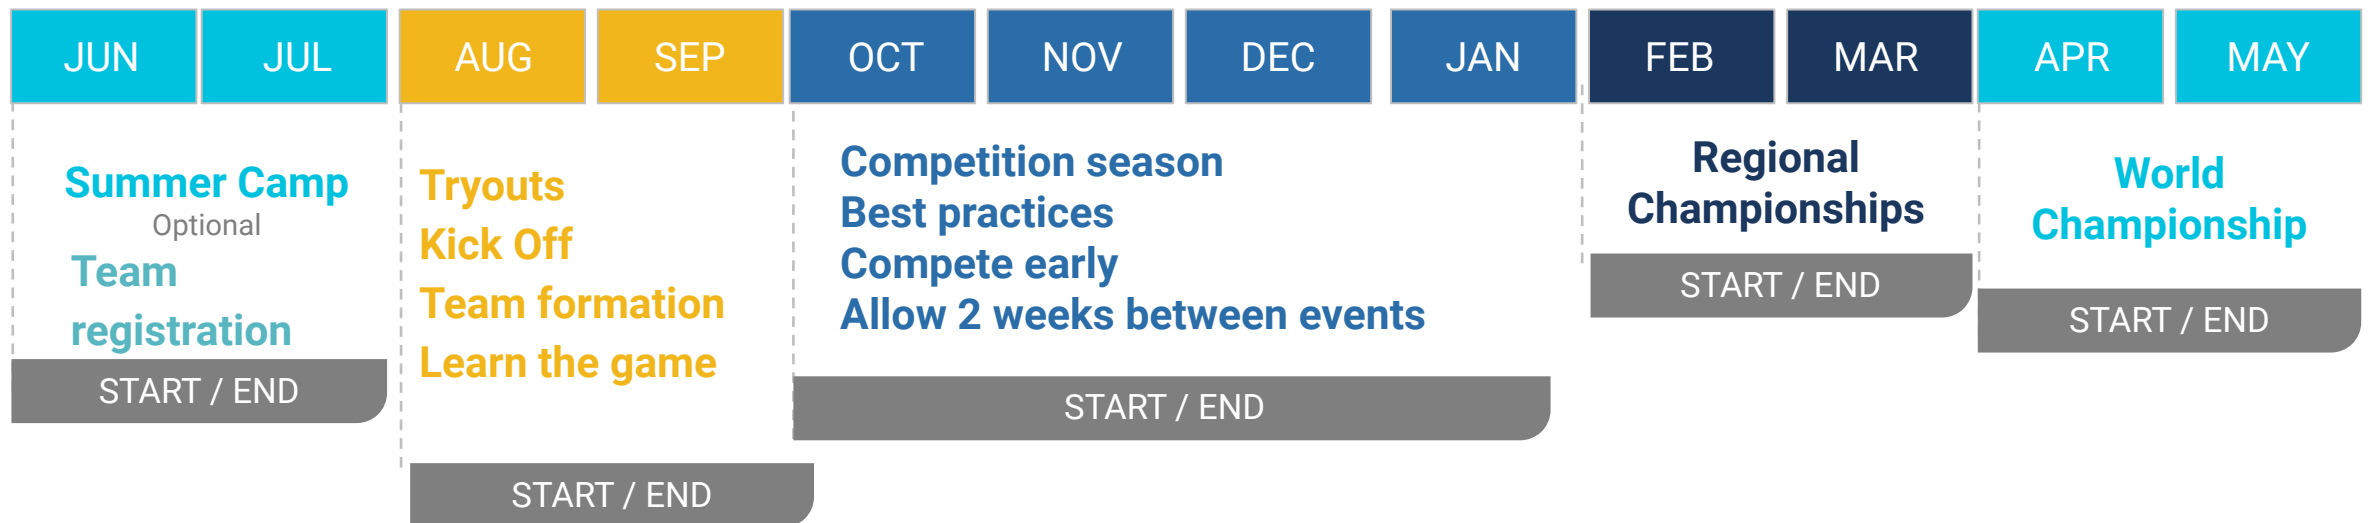 JUN JUL AUG SEP OCT NOV DEC JAN FEB MAR APR MAY
Summer Camp
Optional
Team
registration
START / END
Tryouts
Kick Off
Team formation
Learn the game
START / END
Competition season
Best practices
Compete early
Allow 2 weeks between events
START / END
Regional
Championships
START / END
World
Championship
START / END